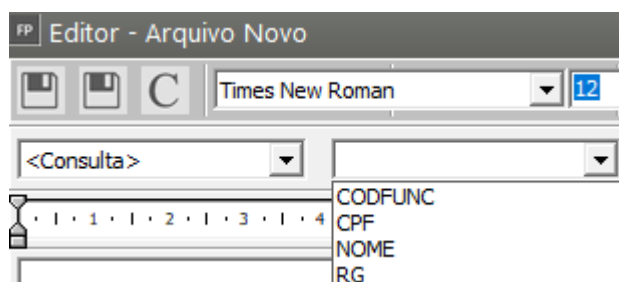 FP Editor - Arquivo Novo
C Times New Roman 12
<Consulta>
CODFUNC
1 2 3 4 CPF
NOME
RG